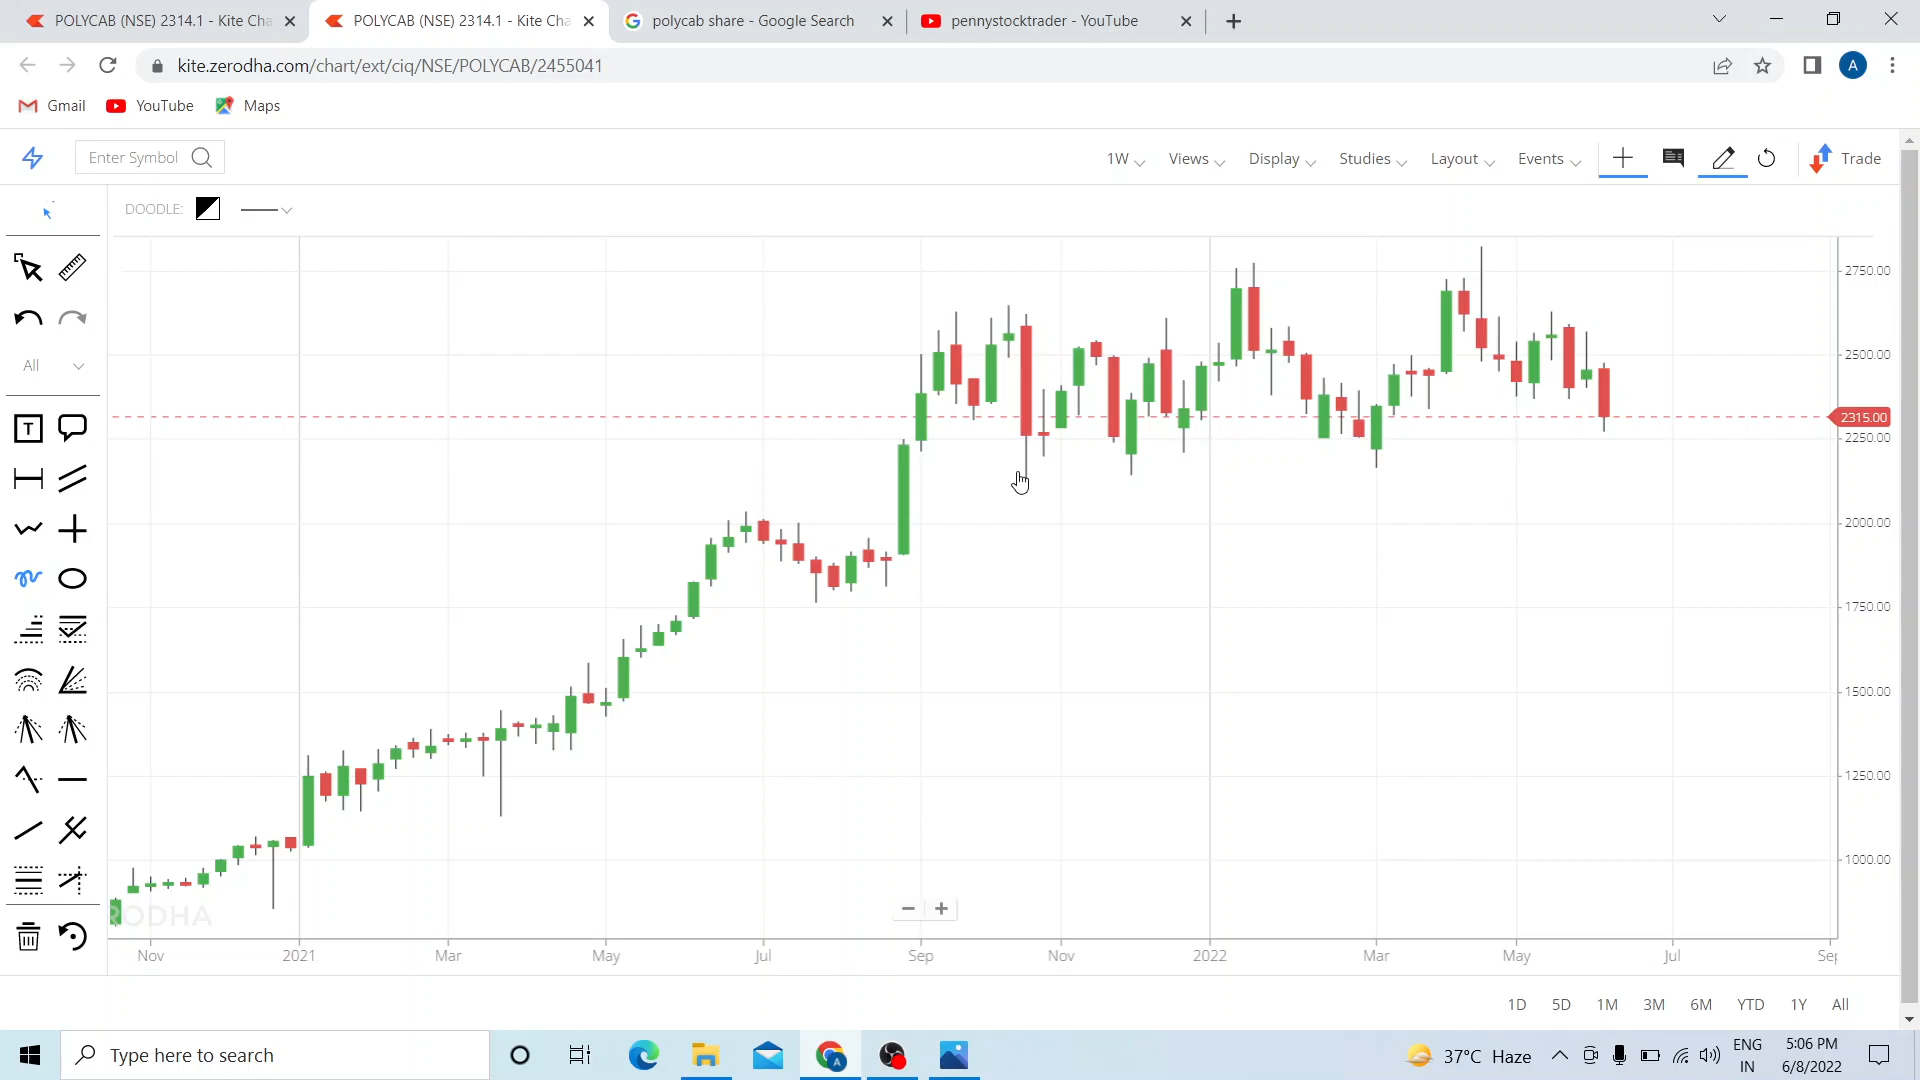 POLYCAB (NSE) 2314.1 - Kite Cha
POLYCAB (NSE) 2314.1 - Kite Cha
polycab share - Google Search
pennystocktrader - YouTube
kite.zerodha.com/chart/ext/ciq/NSE/POLYCAB/2455041
A
Gmail
YouTube
Maps
Enter Symbol
1W
Views
Display
Studies
Layout
Events
Trade
DOODLE:
All
T
2750.00
2500.00
2315.00
2250.00
2000.00
1750.00
1500.00
1250.00
1000.00
RODHA
Nov
2021
Mar
May
Jul
Sep
Nov
2022
Mar
May
Jul
Sep
1D
5D
1M
3M
6M
YTD
1Y
All
Type here to search
A
37°C Haze
ENG
IN
5:06 PM
6/8/2022